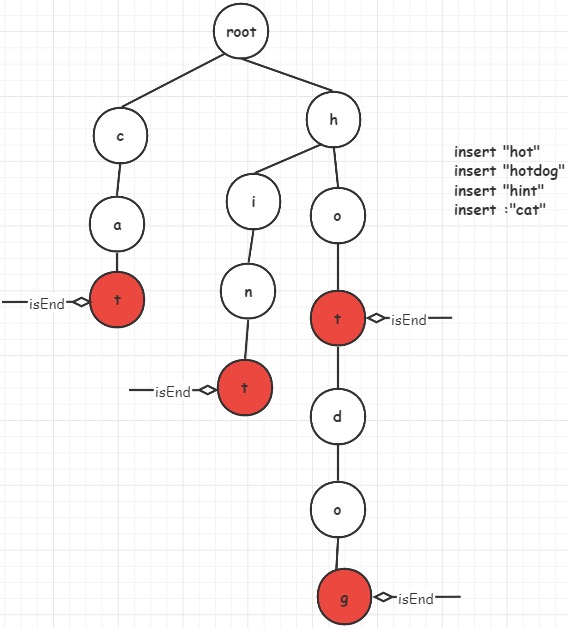 root
c
h
insert "hot"
insert "hotdog"
insert "hint"
insert :"cat"
i
o
a
n
t
isEnd
t
isEnd
t
isEnd
d
o
g
isEnd